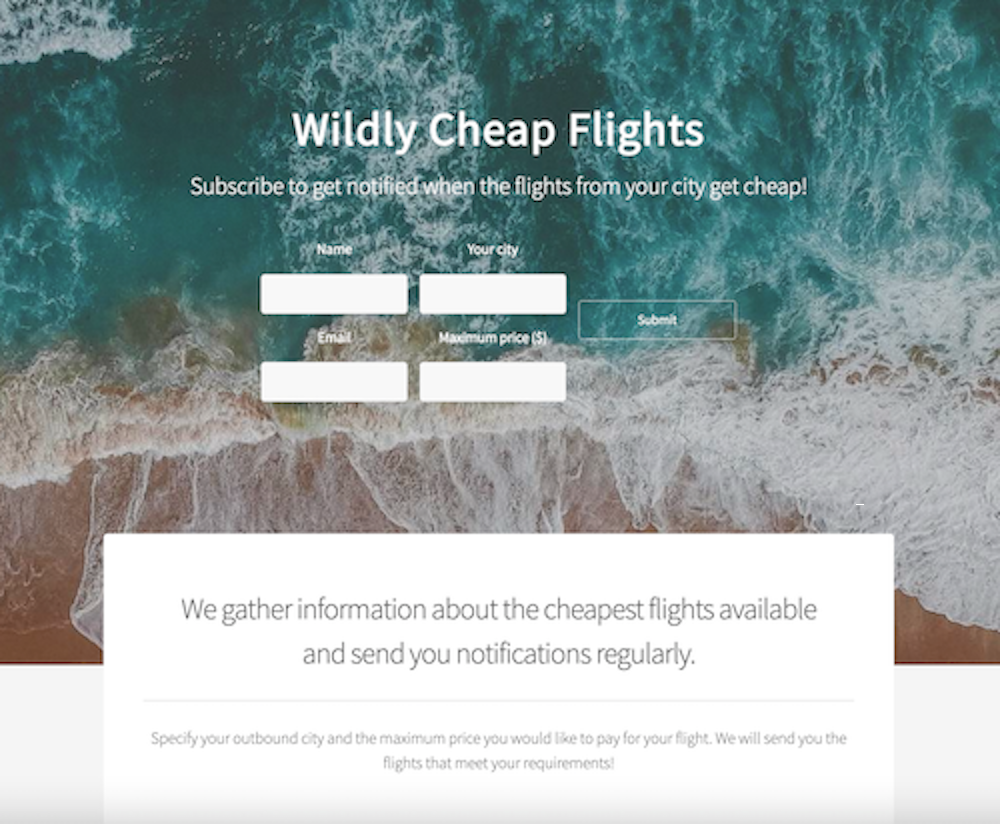 Wildly Cheap Flights
Subscribe to get notified when the flights from your city get cheap!
Name
Your city
Submit
Email
Maximum price ($)
We gather information about the cheapest flights available
and send you notifications regularly.
Specify your outbound city and the maximum price you would like to pay for your flight. We will send you the
flights that meet your requirements!